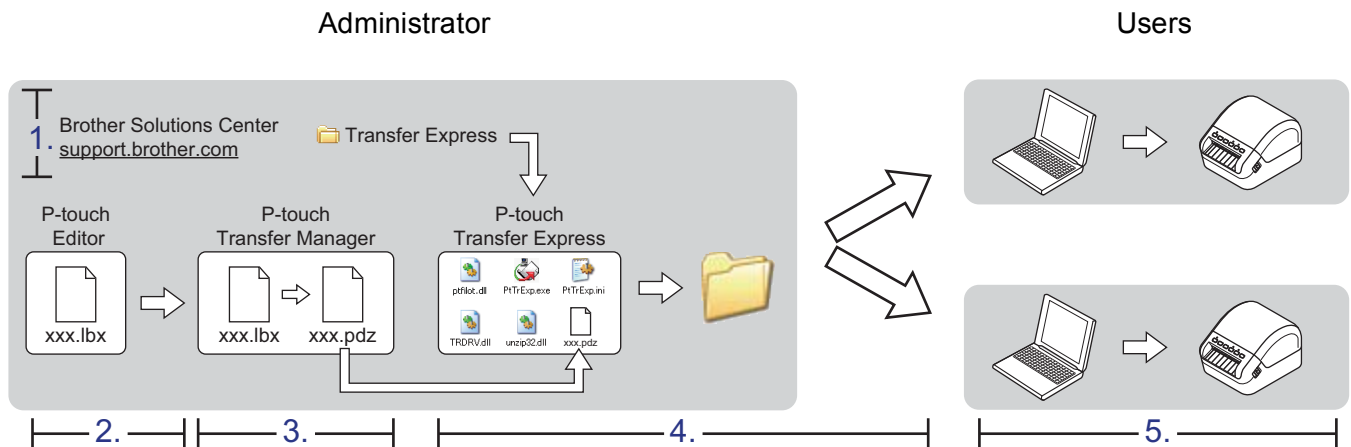 Administrator
Users
1.
Brother Solutions Center
support.brother.com
Transfer Express
P-touch
Editor
xxx.lbx
P-touch
Transfer Manager
xxx.lbx
xxx.pdz
P-touch
Transfer Express
ptfilot.dll
PtTrExp.exe
PtTrExp.ini
TRDRV.dll
unzip32.dll
xxx.pdz
2.
3.
4.
5.